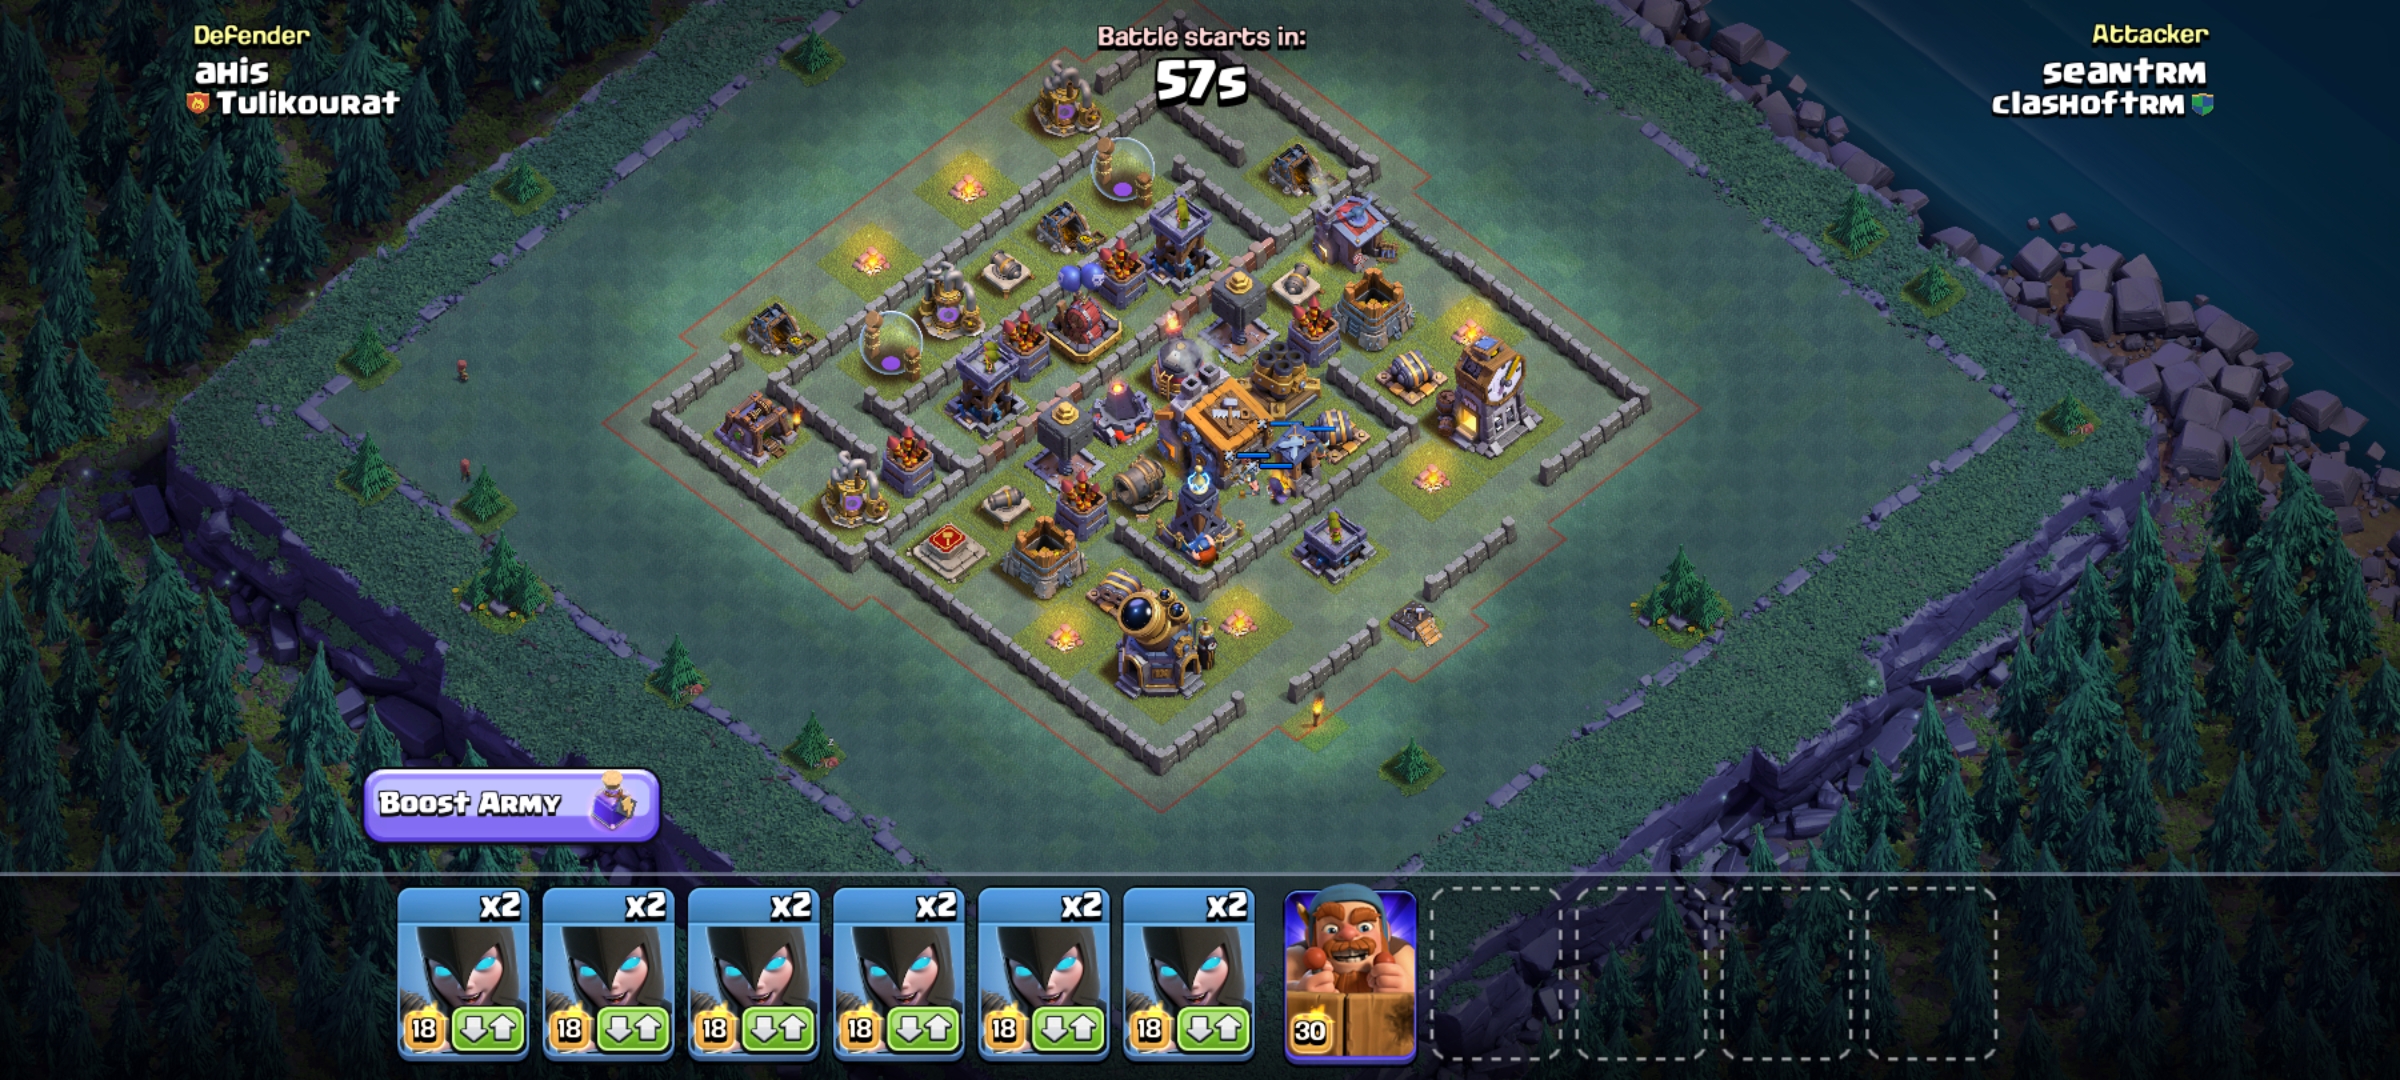 Defender
aHis
Tulikourat
Battle starts in:
57s
Attacker
seantRM
clashoftRM
Boost Army
x2 x2 x2 x2 x2 x2
18 18 18 18 18 18 30